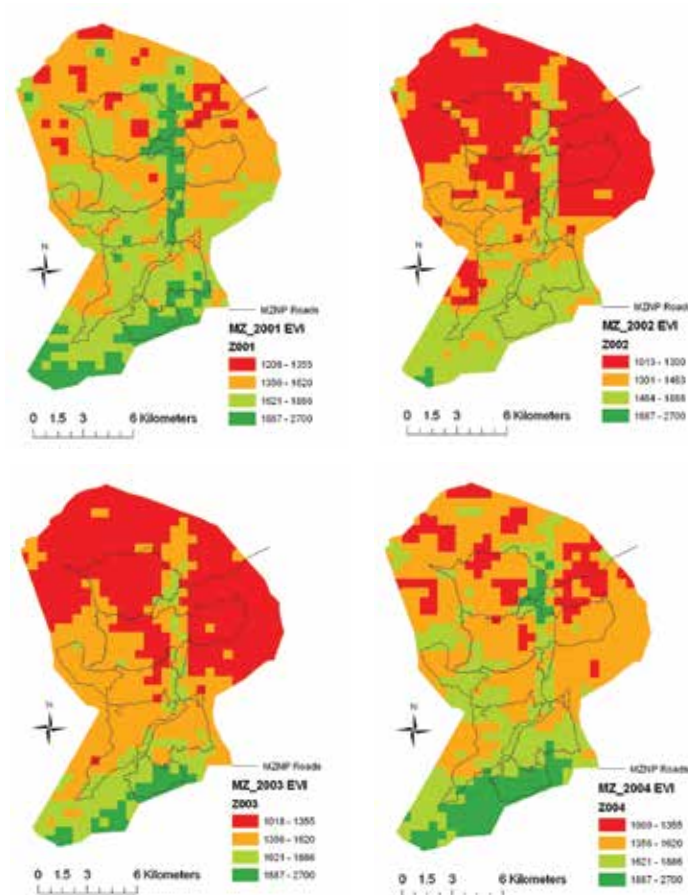 N
MZNP Roads
MZ_2001 EVI
Z001
1206 - 1355
1356 - 1620
1621 - 1886
1887 - 2700
0 1.5 3 6 Kilometers
N
MZNP Roads
MZ_2002 EVI
Z002
1013 - 1300
1301 - 1463
1464 - 1886
1887 - 2700
0 1.5 3 6 Kilometers
N
MZNP Roads
MZ_2003 EVI
Z003
1018 - 1355
1356 - 1620
1621 - 1886
1887 - 2700
0 1.5 3 6 Kilometers
N
MZNP Roads
MZ_2004 EVI
Z004
- 1355
1356 - 1620
1621 - 1886
1887 - 2700
0 1.5 3 6 Kilometers